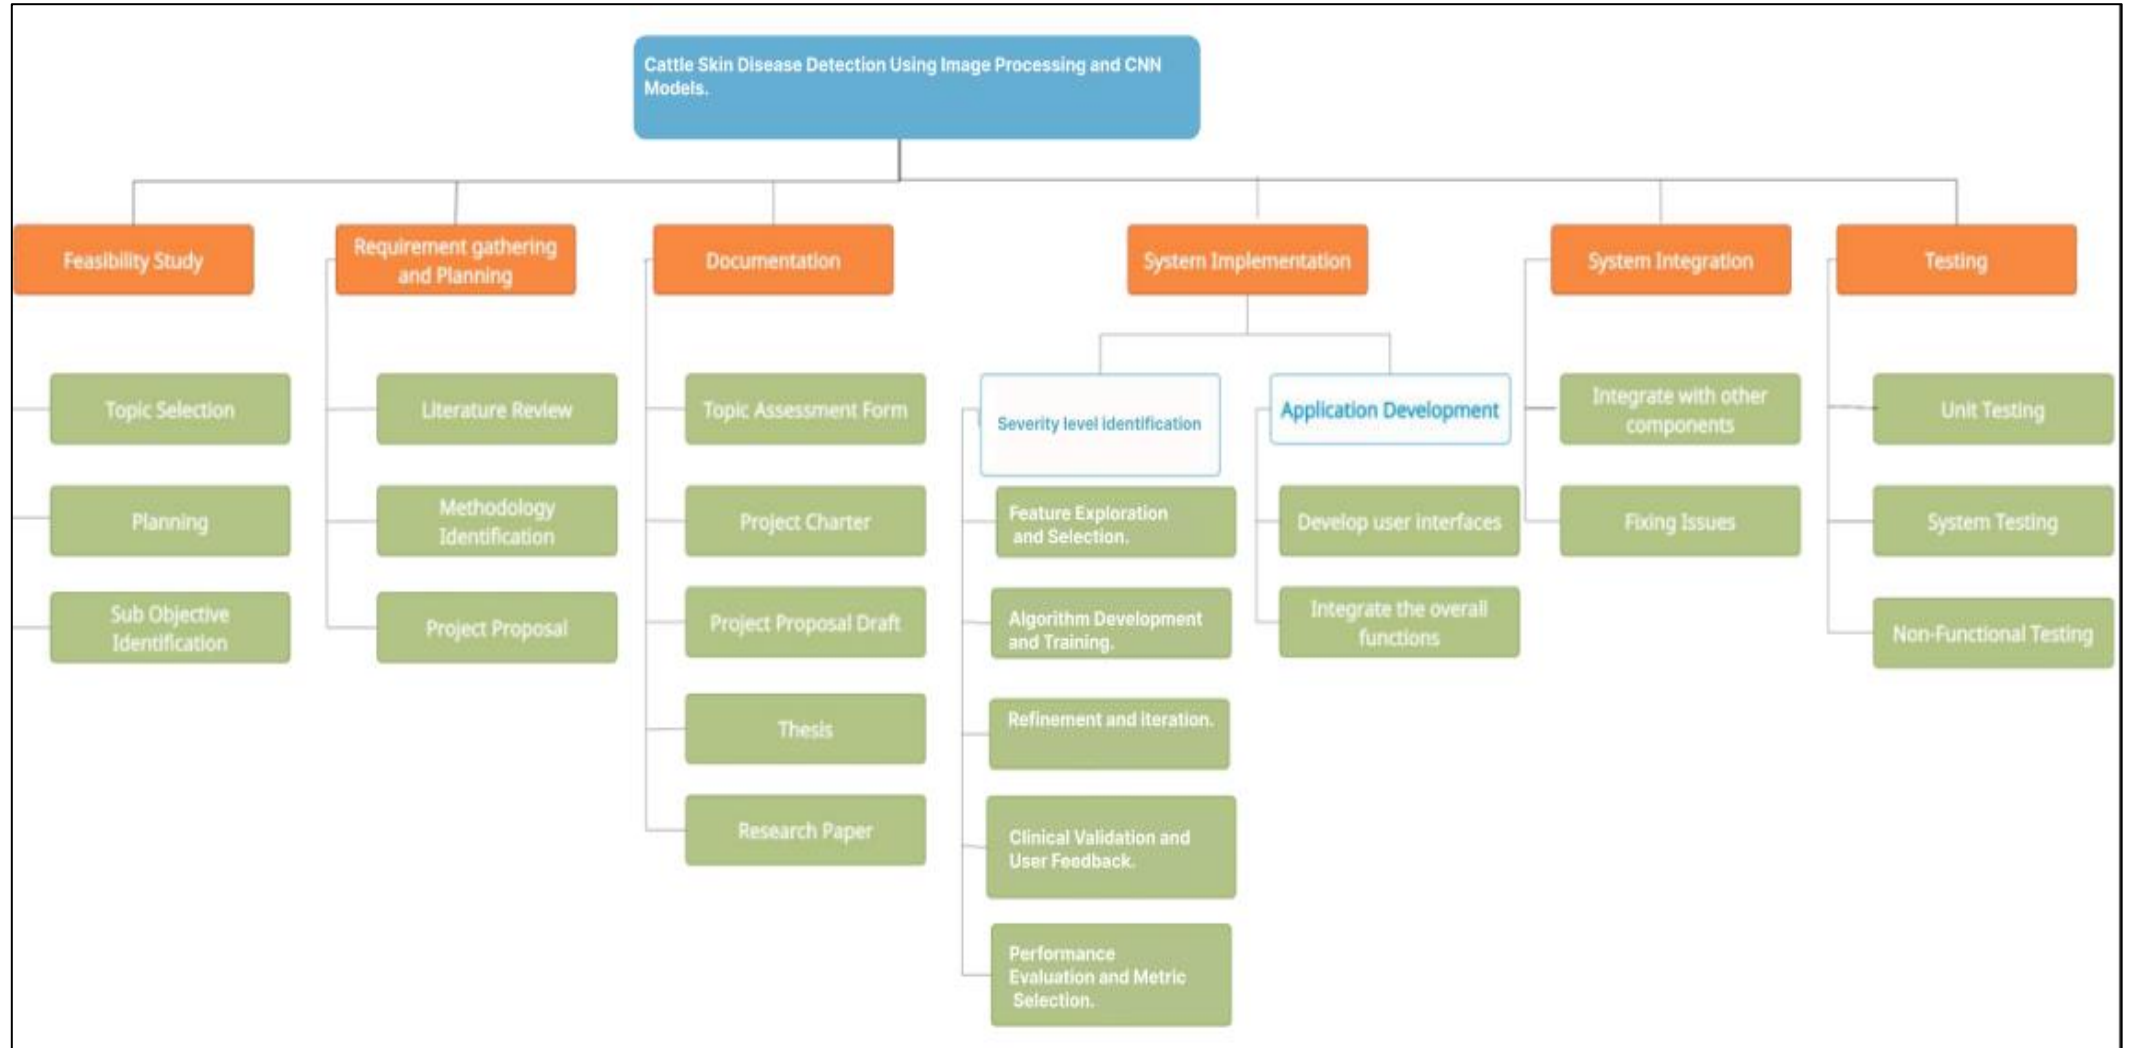 Cattle Skin Disease Detection Using Image Processing and CNN
Models.
Feasibility Study
Topic Selection
Planning
Sub Objective
Identification
Requirement gathering
and Planning
Literature Review
Methodology
Identification
Project Proposal
Documentation
Topic Assessment Form
Project Charter
Project Proposal Draft
Thesis
Research Paper
System Implementation
Severity level identification
Feature Exploration
and Selection.
Algorithm Development
and Training.
Refinement and iteration.
Clinical Validation and
User Feedback.
Performance
Evaluation and Metric
Selection.
Application Development
Develop user interfaces
Integrate the overall
functions
System Integration
Integrate with other
components
Fixing Issues
Testing
Unit Testing
System Testing
Non-Functional Testing